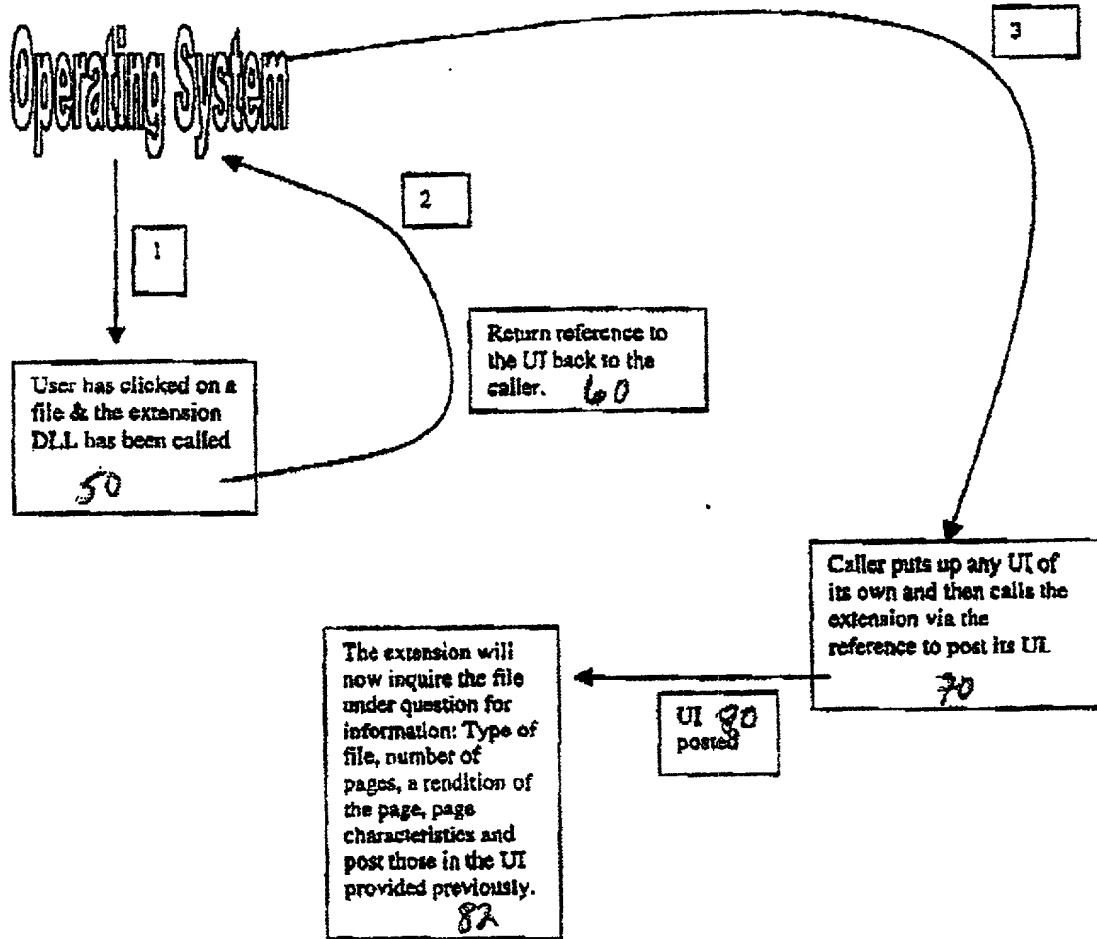 Operating System
3
2
1
Return reference to
the UI back to the
caller. 60
User has clicked on a
file & the extension
DLL has been called
50
Caller puts up any UI of
its own and then calls the
extension via the
reference to post its UI.
70
The extension will
now inquire the file
under question for
information: Type of
file, number of
pages, a rendition of
the page, page
characteristics and
post those in the UI
provided previously.
82
UI 80
posted